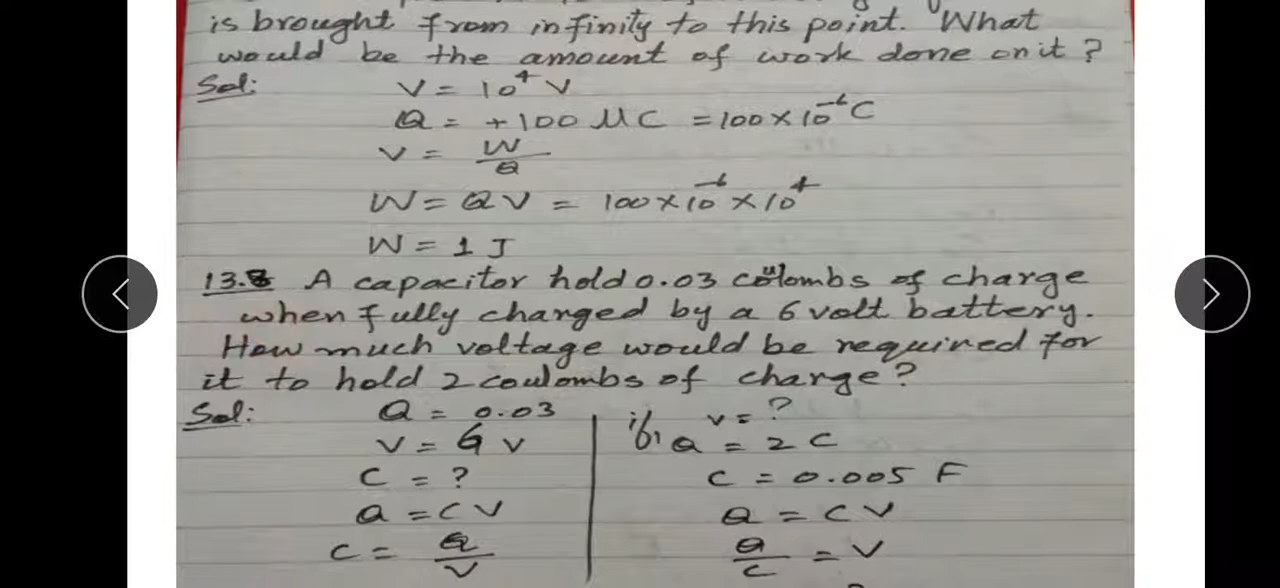 is brought from infinity to this point. What
would be the amount of work done on it?
Sol:
V = 10⁴ V
Q = +100 μC = 100 × 10⁻⁶ C
V = W/Q
W = QV = 100 × 10⁻⁶ × 10⁴
W = 1 J
13. A capacitor hold 0.03 coulombs of charge
when fully charged by a 6 volt battery.
How much voltage would be required for
it to hold 2 coulombs of charge?
Sol:
Q = 0.03
V = 6 V
C = ?
Q = CV
C = Q/V
V = ?
if Q = 2 C
C = 0.005 F
Q = CV
Q/C = V